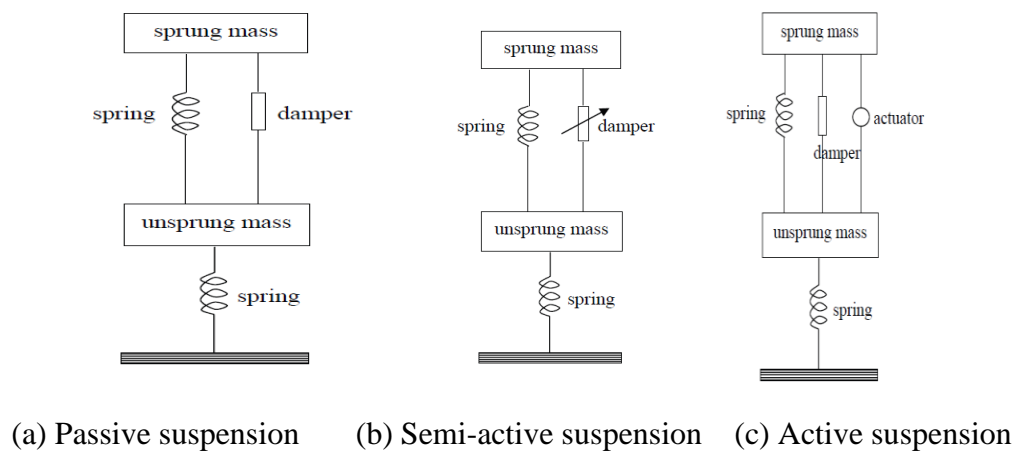 sprung mass
spring
damper
unsprung mass
spring
sprung mass
spring
damper
unsprung mass
spring
sprung mass
spring
actuator
damper
unsprung mass
spring
(a) Passive suspension
(b) Semi-active suspension
(c) Active suspension